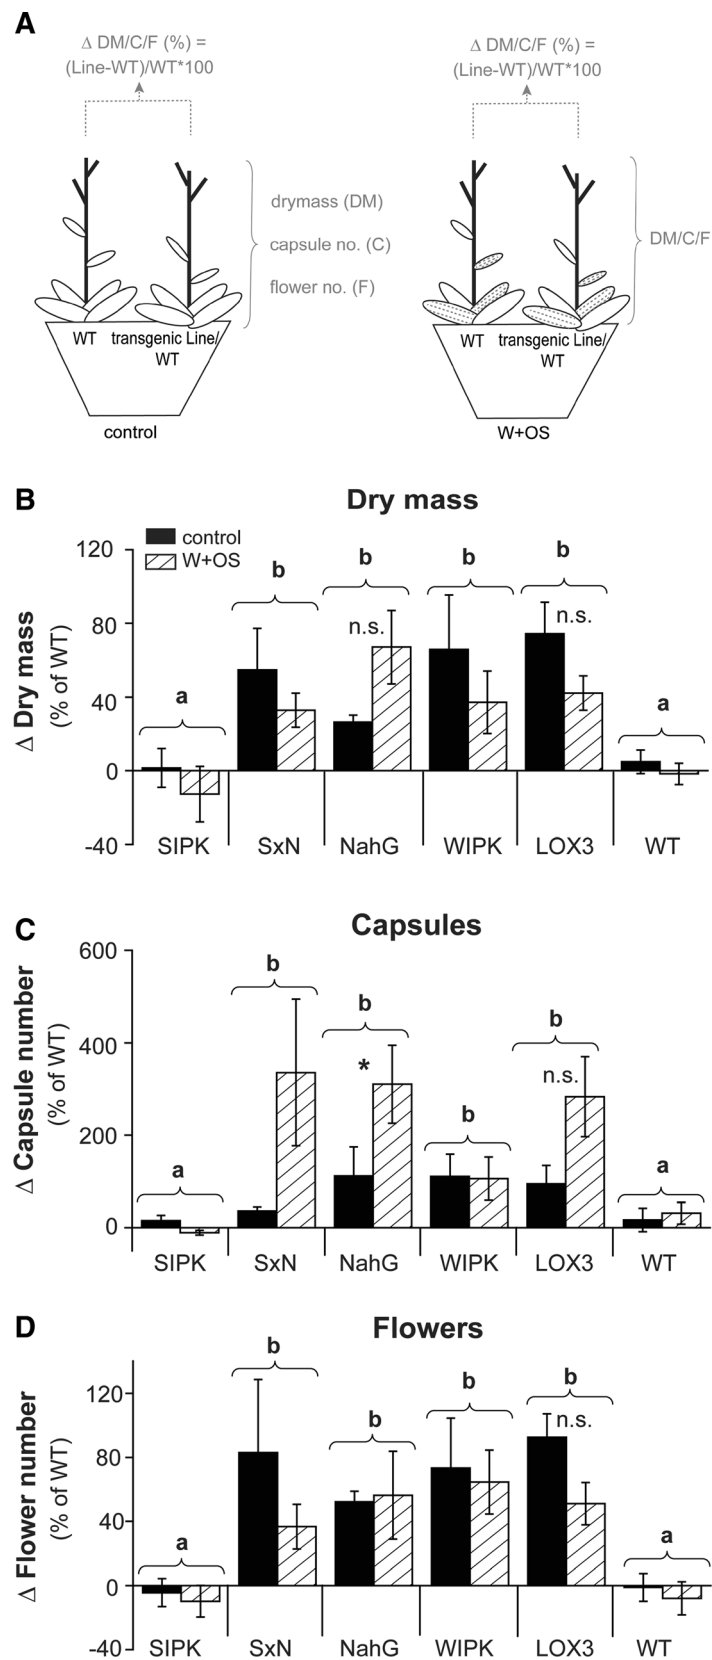 A
Δ DM/C/F (%) =
(Line-WT)/WT*100
Δ DM/C/F (%) =
(Line-WT)/WT*100
drymass (DM)
capsule no. (C)
flower no. (F)
DM/C/F
WT
transgenic Line/
WT
WT
transgenic Line/
WT
control
W+OS
B
Dry mass
control
W+OS
Δ Dry mass
(% of WT)
120
80
40
0
-40
a
b
b
b
b
a
n.s.
n.s.
SIPK
SxN
NahG
WIPK
LOX3
WT
C
Capsules
Δ Capsule number
(% of WT)
600
400
200
0
a
b
b
b
b
a
*
n.s.
SIPK
SxN
NahG
WIPK
LOX3
WT
D
Flowers
Δ Flower number
(% of WT)
120
80
40
0
-40
a
b
b
b
b
a
n.s.
SIPK
SxN
NahG
WIPK
LOX3
WT